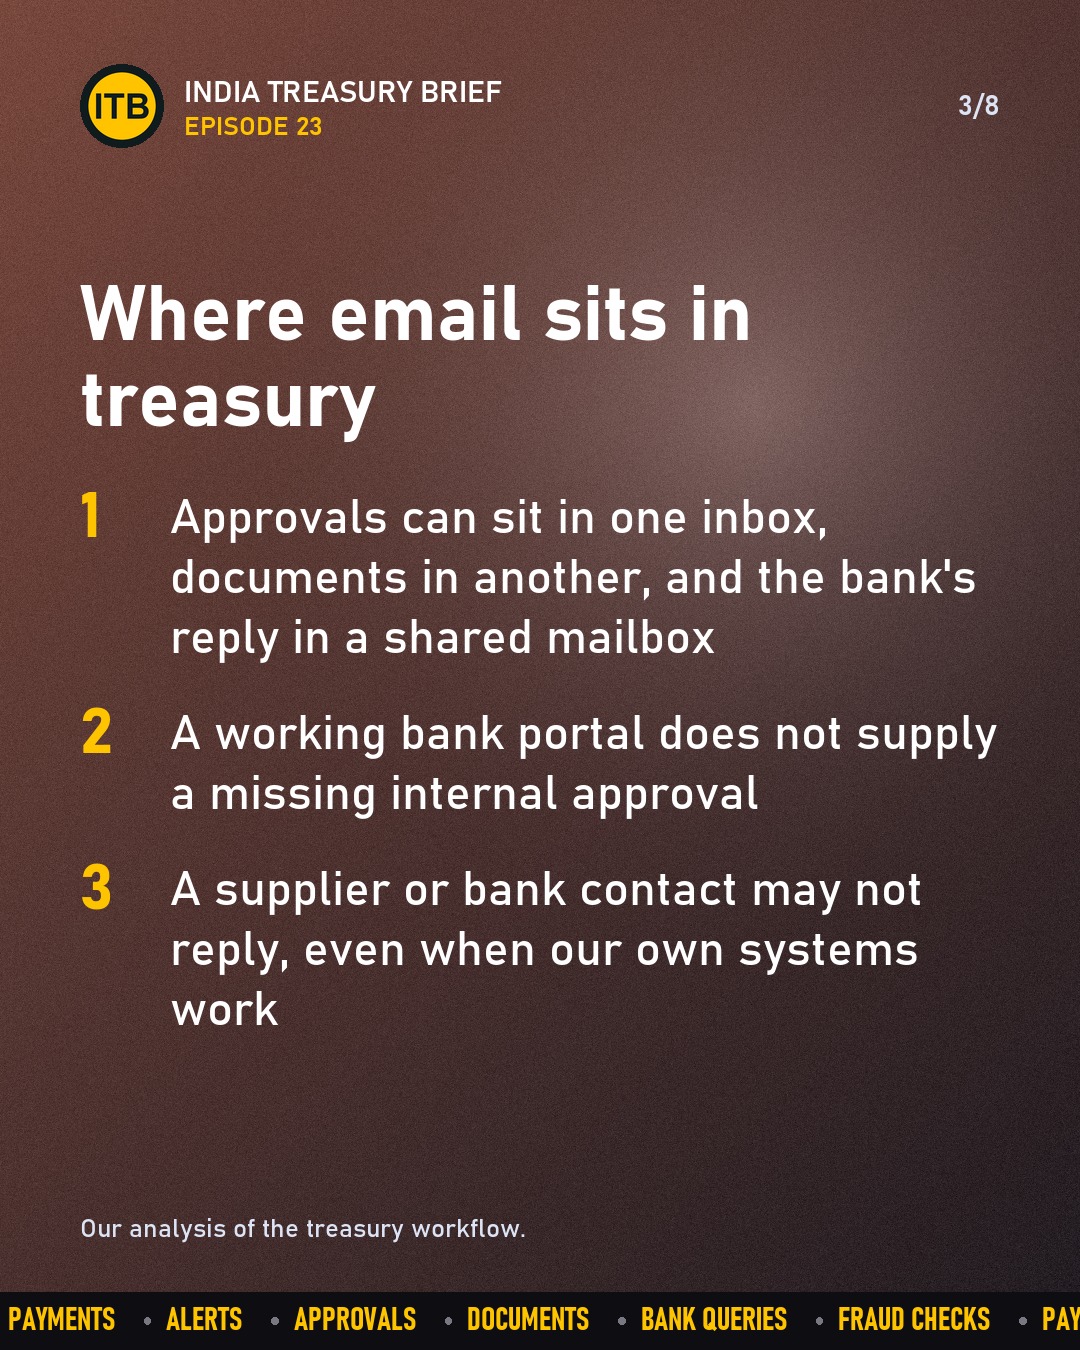 ITB
INDIA TREASURY BRIEF
EPISODE 23
3/8
Where email sits in
treasury
1 Approvals can sit in one inbox,
documents in another, and the bank's
reply in a shared mailbox
2 A working bank portal does not supply
a missing internal approval
3 A supplier or bank contact may not
reply, even when our own systems
work
Our analysis of the treasury workflow.
PAYMENTS • ALERTS • APPROVALS • DOCUMENTS • BANK QUERIES • FRAUD CHECKS • PAY